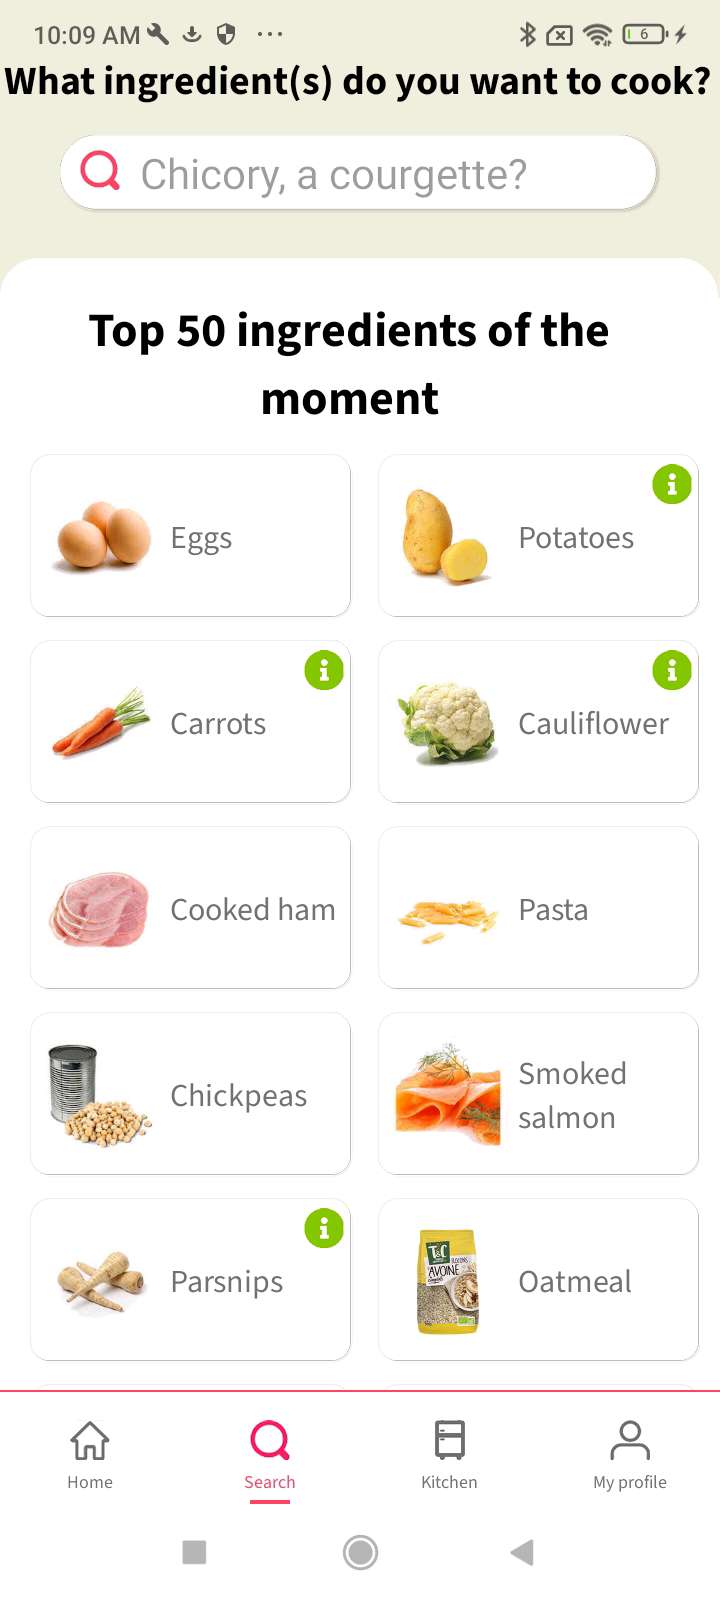 10:09 AM
6
What ingredient(s) do you want to cook?
Chicory, a courgette?
Top 50 ingredients of the
moment
Eggs
Potatoes
Carrots
Cauliflower
Cooked ham
Pasta
Chickpeas
Smoked
salmon
Parsnips
T&C
AVOINE
Oatmeal
Home
Search
Kitchen
My profile